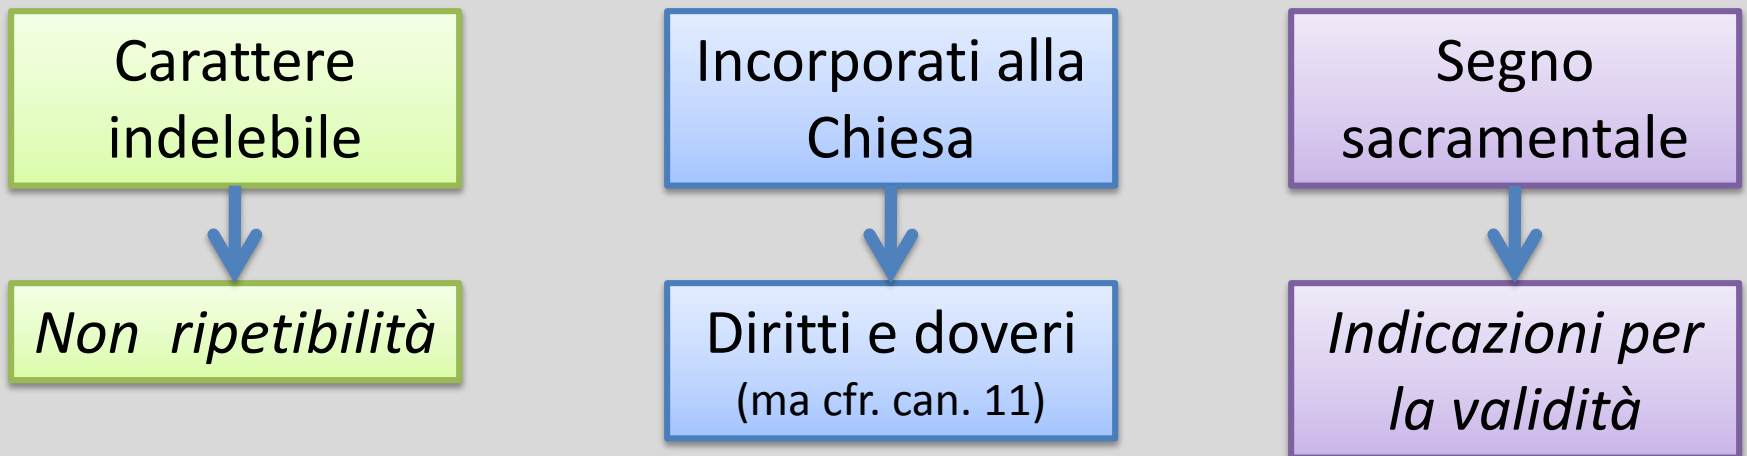 Carattere
indelebile
Non ripetibilità
Incorporati alla
Chiesa
Diritti e doveri
(ma cfr. can. 11)
Segno
sacramentale
Indicazioni per
la validità